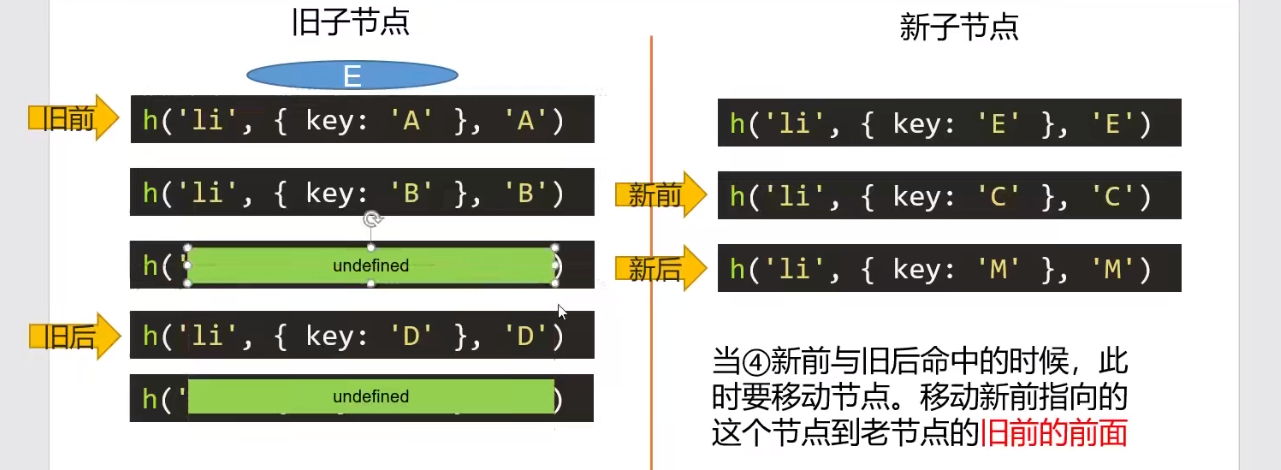 旧子节点
E
旧前
h('li', { key: 'A' }, 'A')
h('li', { key: 'B' }, 'B')
h('
undefined
)
旧后
h('li', { key: 'D' }, 'D')
h('
undefined
)
新子节点
h('li', { key: 'E' }, 'E')
新前
h('li', { key: 'C' }, 'C')
新后
h('li', { key: 'M' }, 'M')
当④新前与旧后命中的时候，此
时要移动节点。移动新前指向的
这个节点到老节点的旧前的前面